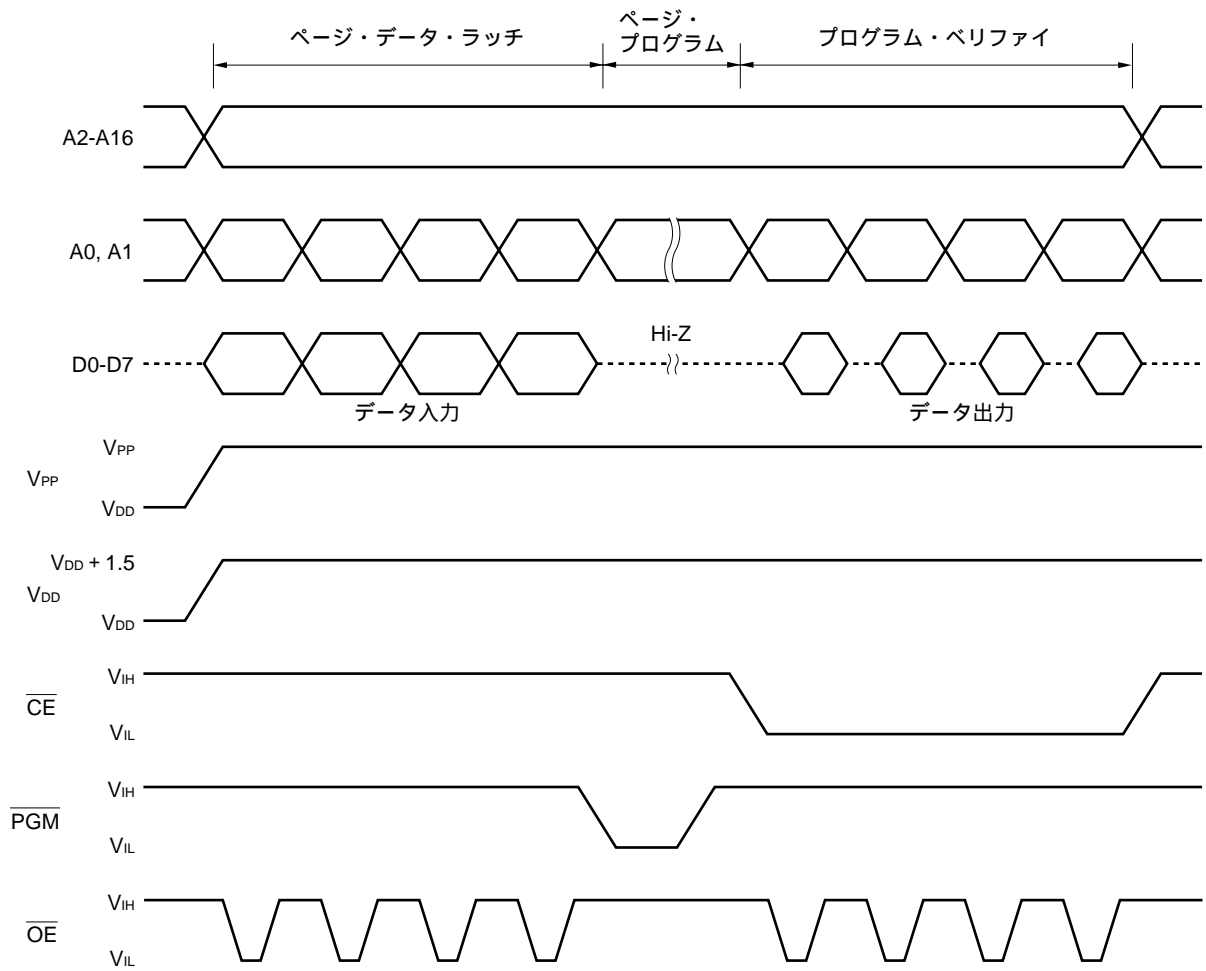 ページ・データ・ラッチ
ページ・
プログラム
プログラム・ベリファイ
A2-A16
A0, A1
D0-D7
Hi-Z
データ入力
データ出力
VPP
VPP
VDD
VDD + 1.5
VDD
VDD
VIH
CE
VIL
VIH
PGM
VIL
VIH
OE
VIL